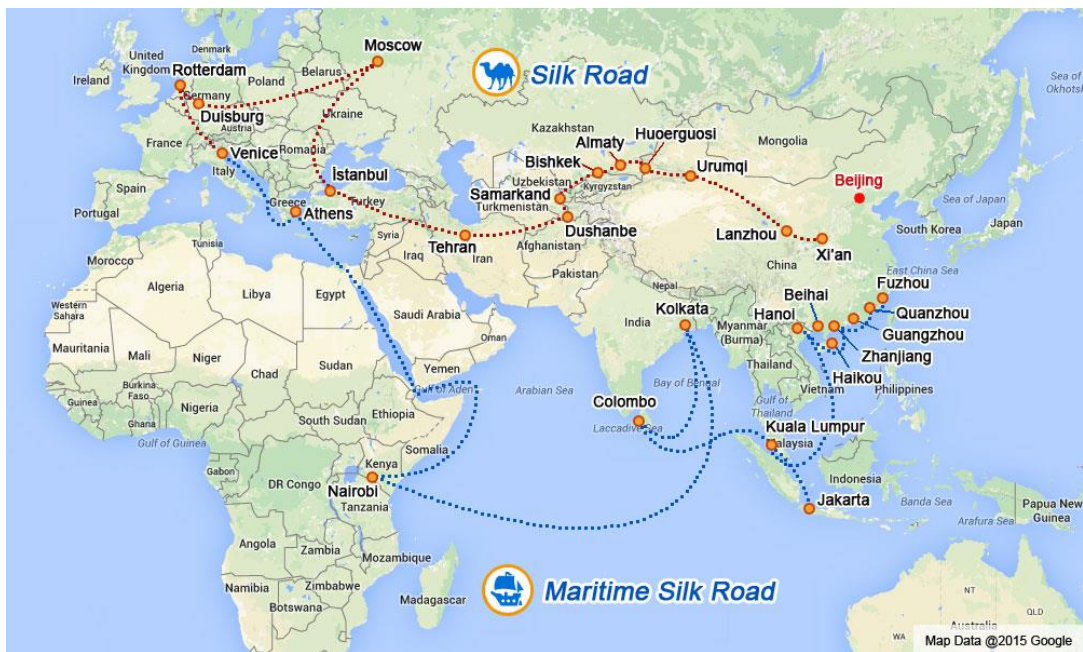 Sea of
Okhotsk
Moscow
Denmark
United
Kingdom
Ireland
Rotterdam
Silk Road
Belarus
Poland
Germany
Duisburg
Ukraine
Kazakhstan
Huoerguosi
Mongolia
Almaty
Austria
France
Romania
Venice
Italy
Bishkek
Urumqi
Beijing
İstanbul
Uzbekistan
Kyrgyzstan
Spain
Samarkand
Portugal
Greece
Athens
Turkey
Turkmenistan
Sea of Japan
Japan
South Korea
Dushanbe
Lanzhou
Xi'an
Tehran
Syria
Iraq
Iran
Afghanistan
China
Tunisia
Morocco
Pakistan
East China Sea
Fuzhou
Nepal
Algeria
Libya
Egypt
Western
Sahara
Saudi Arabia
Kolkata
Beihai
Hanoi
Quanzhou
India
Myanmar
(Burma)
Guangzhou
Oman
Mauritania
Mali
Niger
Sudan
Chad
Yemen
Thailand
Zhanjiang
Haikou
Burkina
Faso
Gulf of Aden
Arabian Sea
Bay of Bengal
Vietnam
Philippines
Guinea
Nigeria
Ethiopia
Colombo
Gulf of
Thailand
Ghana
South Sudan
Laccadive Sea
Kuala Lumpur
Malaysia
Gulf of Guinea
Somalia
Gabon
Kenya
Nairobi
DR Congo
Tanzania
Indonesia
Jakarta
Banda Sea
Papua New
Guinea
Arafura Sea
Angola
Zambia
Mozambique
Namibia
Zimbabwe
Botswana
Madagascar
Maritime Silk Road
NT
QLD
Australia
WA
Map Data @2015 Google